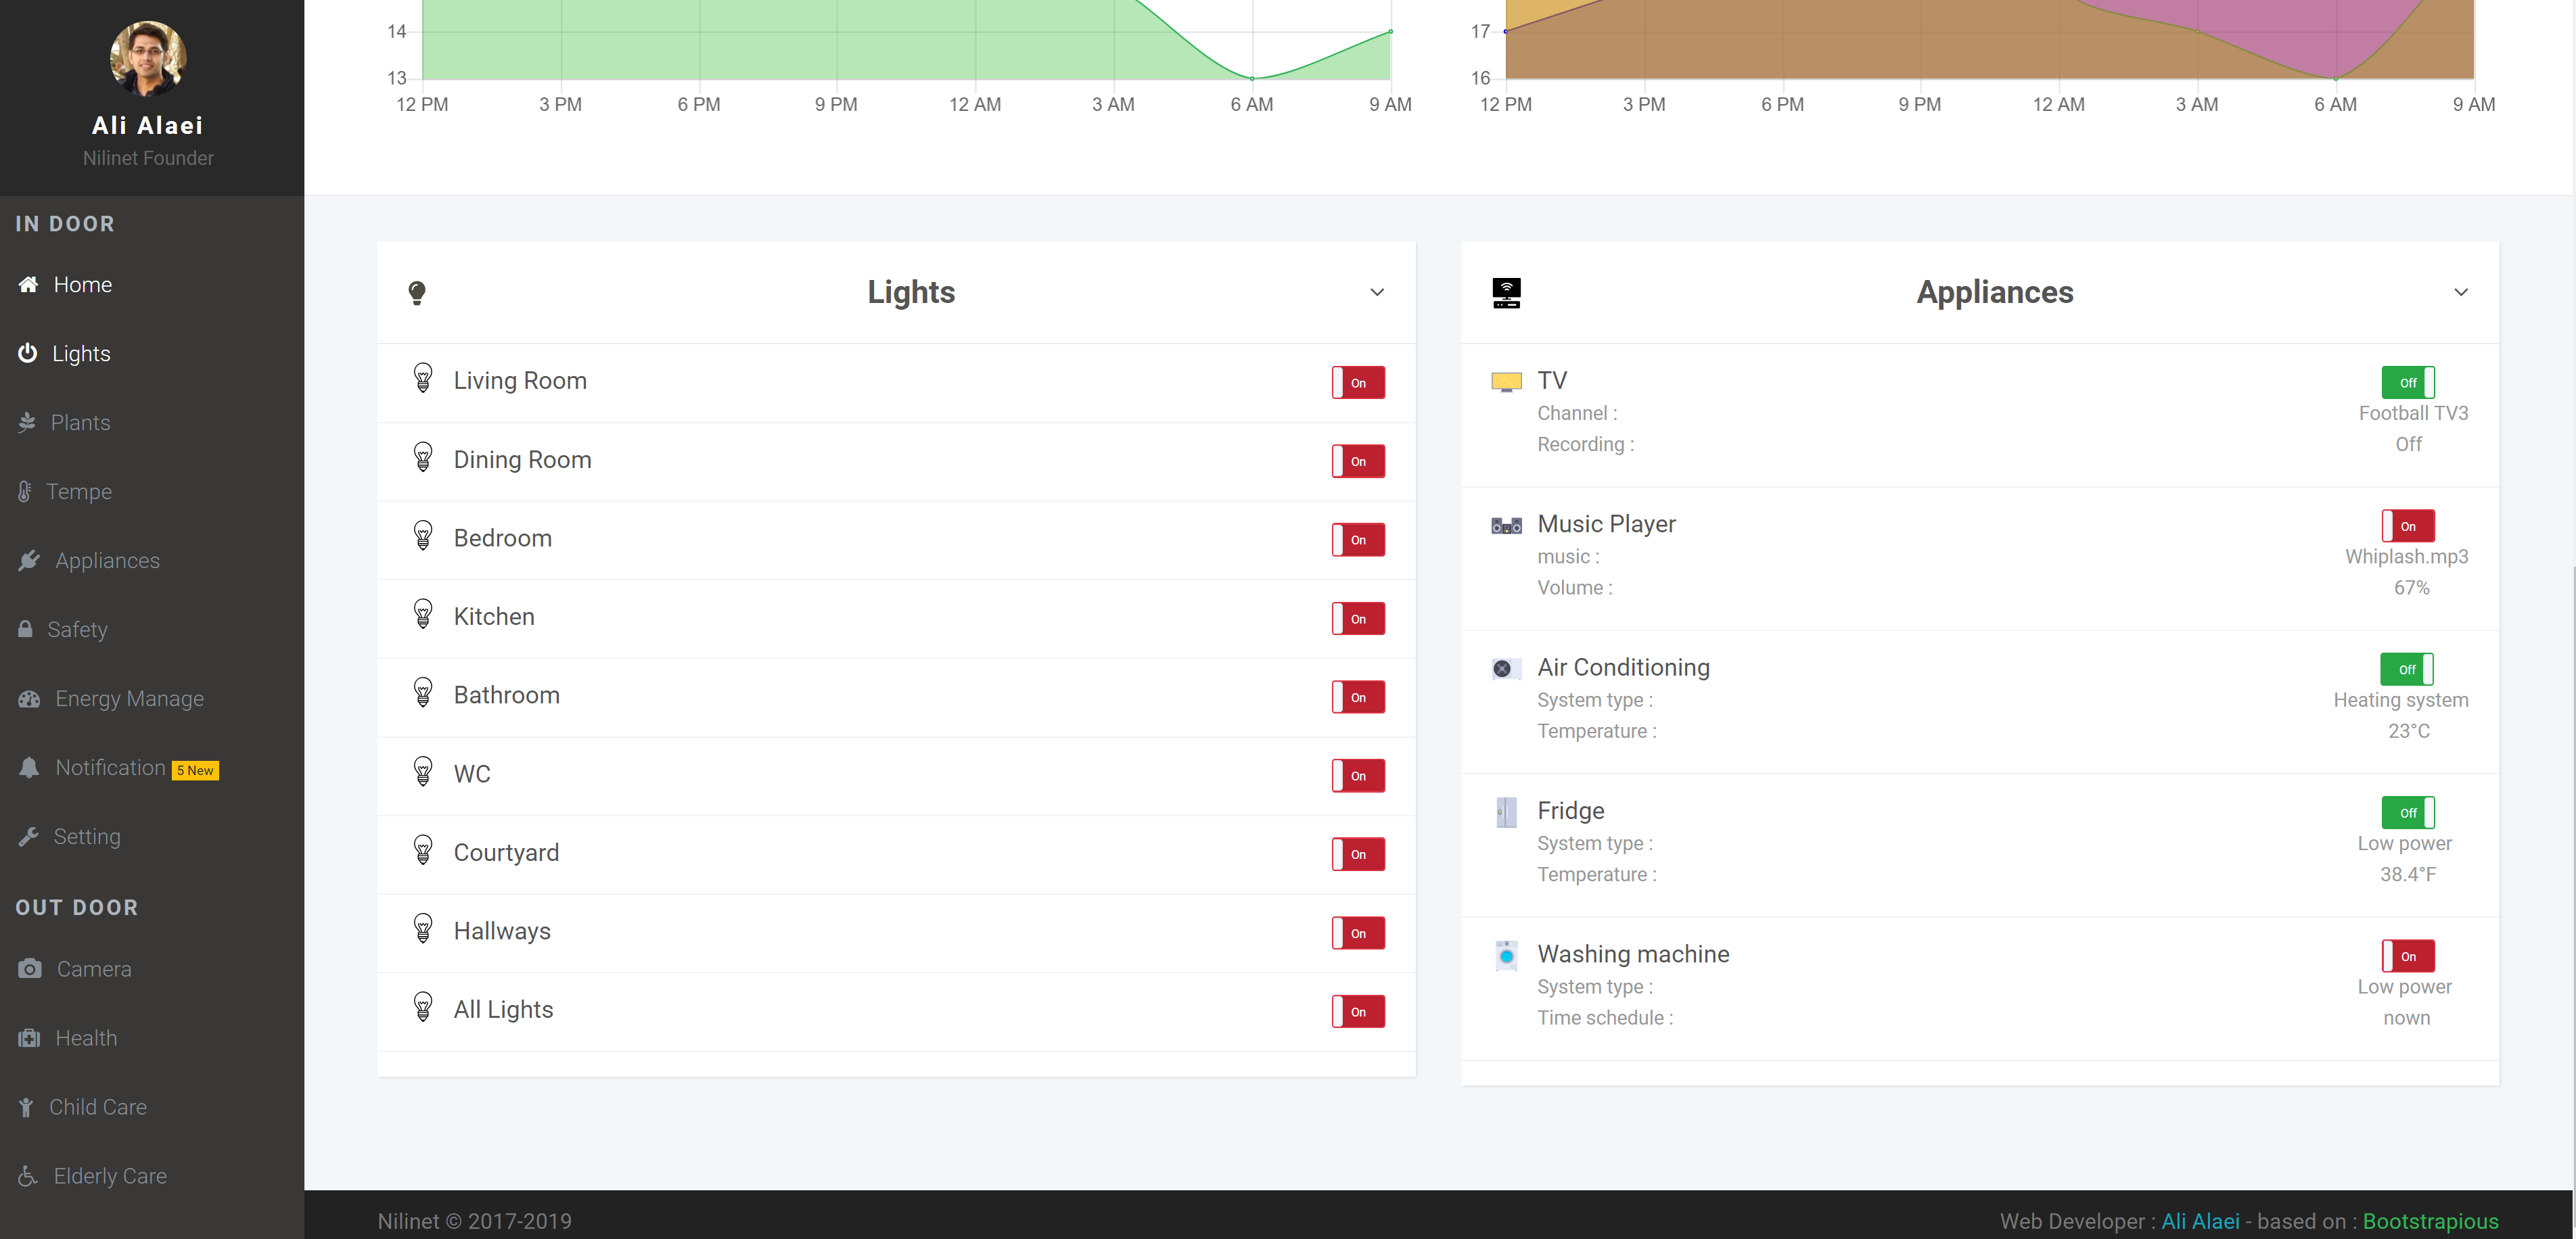 Ali Alaei
Nilinet Founder
IN DOOR
Home
Lights
Plants
Tempe
Appliances
Safety
Energy Manage
Notification 5 New
Setting
OUT DOOR
Camera
Health
Child Care
Elderly Care
14
13
12 PM 3 PM 6 PM 9 PM 12 AM 3 AM 6 AM 9 AM
17
16
12 PM 3 PM 6 PM 9 PM 12 AM 3 AM 6 AM 9 AM
Lights
Living Room On
Dining Room On
Bedroom On
Kitchen On
Bathroom On
WC On
Courtyard On
Hallways On
All Lights On
Appliances
TV Off
Channel : Football TV3
Recording : Off
Music Player On
music : Whiplash.mp3
Volume : 67%
Air Conditioning Off
System type : Heating system
Temperature : 23°C
Fridge Off
System type : Low power
Temperature : 38.4°F
Washing machine On
System type : Low power
Time schedule : nown
Nilinet © 2017-2019
Web Developer : Ali Alaei - based on : Bootstrapious